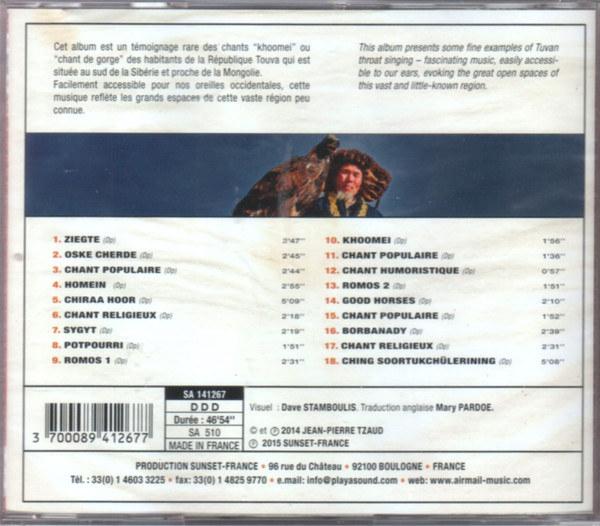 Cet album est un témoignage rare des chants "khoomei" ou
"chant de gorge" des habitants de la République Touva qui est
située au sud de la Sibérie et proche de la Mongolie.
Facilement accessible pour nos oreilles occidentales, cette
musique reflète les grands espaces de cette vaste région peu
connue.
This album presents some fine examples of Tuvan
throat singing – fascinating music, easily accessi-
ble to our ears, evoking the great open spaces of
this vast and little-known region.
1. ZIEGTE (Dp) 2'47''
2. OSKE CHERDE (Dp) 2'45''
3. CHANT POPULAIRE (Dp) 2'44''
4. HOMEIN (Dp) 2'55''
5. CHIRAA HOOR (Dp) 5'09''
6. CHANT RELIGIEUX (Dp) 2'18''
7. SYGYT (Dp) 2'19''
8. POTPOURRI (Dp) 1'51''
9. ROMOS 1 (Dp) 2'31''
10. KHOOMEI (Dp) 1'56''
11. CHANT POPULAIRE (Dp) 1'36''
12. CHANT HUMORISTIQUE (Dp) 0'57''
13. ROMOS 2 (Dp) 1'51''
14. GOOD HORSES (Dp) 2'10''
15. CHANT POPULAIRE (Dp) 1'52''
16. BORBANADY (Dp) 2'39''
17. CHANT RELIGIEUX (Dp) 2'31''
18. CHING SOORTUKCHÜLERINING (Dp) 5'08''
3 700089 412677
SA 141267
D D D
Durée : 46'54''
SA 510
MADE IN FRANCE
Visuel : Dave STAMBOULIS. Traduction anglaise Mary PARDOE.
© et ℗ 2014 JEAN-PIERRE TZAUD
℗ 2015 SUNSET-FRANCE
PRODUCTION SUNSET-FRANCE • 96 rue du Château • 92100 BOULOGNE • FRANCE
Tél. : 33(0) 1 4603 3225 • fax: 33(0) 1 4825 9770 • e.mail: info@playasound.com • web: www.airmail-music.com